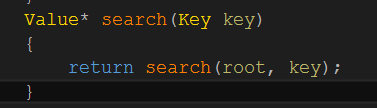 Value* search(Key key)
{
    return search(root, key);
}